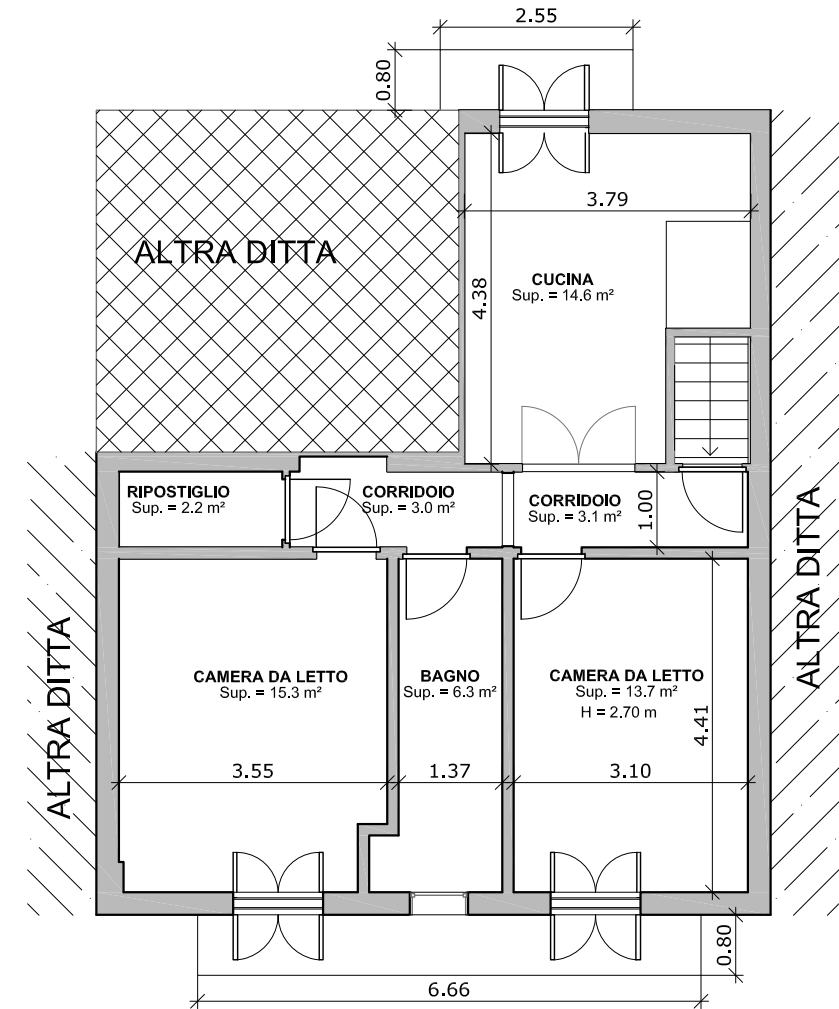 2.55
0.80
ALTRA DITTA
3.79
4.38
CUCINA
Sup. = 14.6 m²
RIPOSTIGLIO
Sup. = 2.2 m²
CORRIDOIO
Sup. = 3.0 m²
CORRIDOIO
Sup. = 3.1 m²
1.00
ALTRA DITTA
ALTRA DITTA
CAMERA DA LETTO
Sup. = 15.3 m²
BAGNO
Sup. = 6.3 m²
CAMERA DA LETTO
Sup. = 13.7 m²
H = 2.70 m
4.41
3.55
1.37
3.10
0.80
6.66